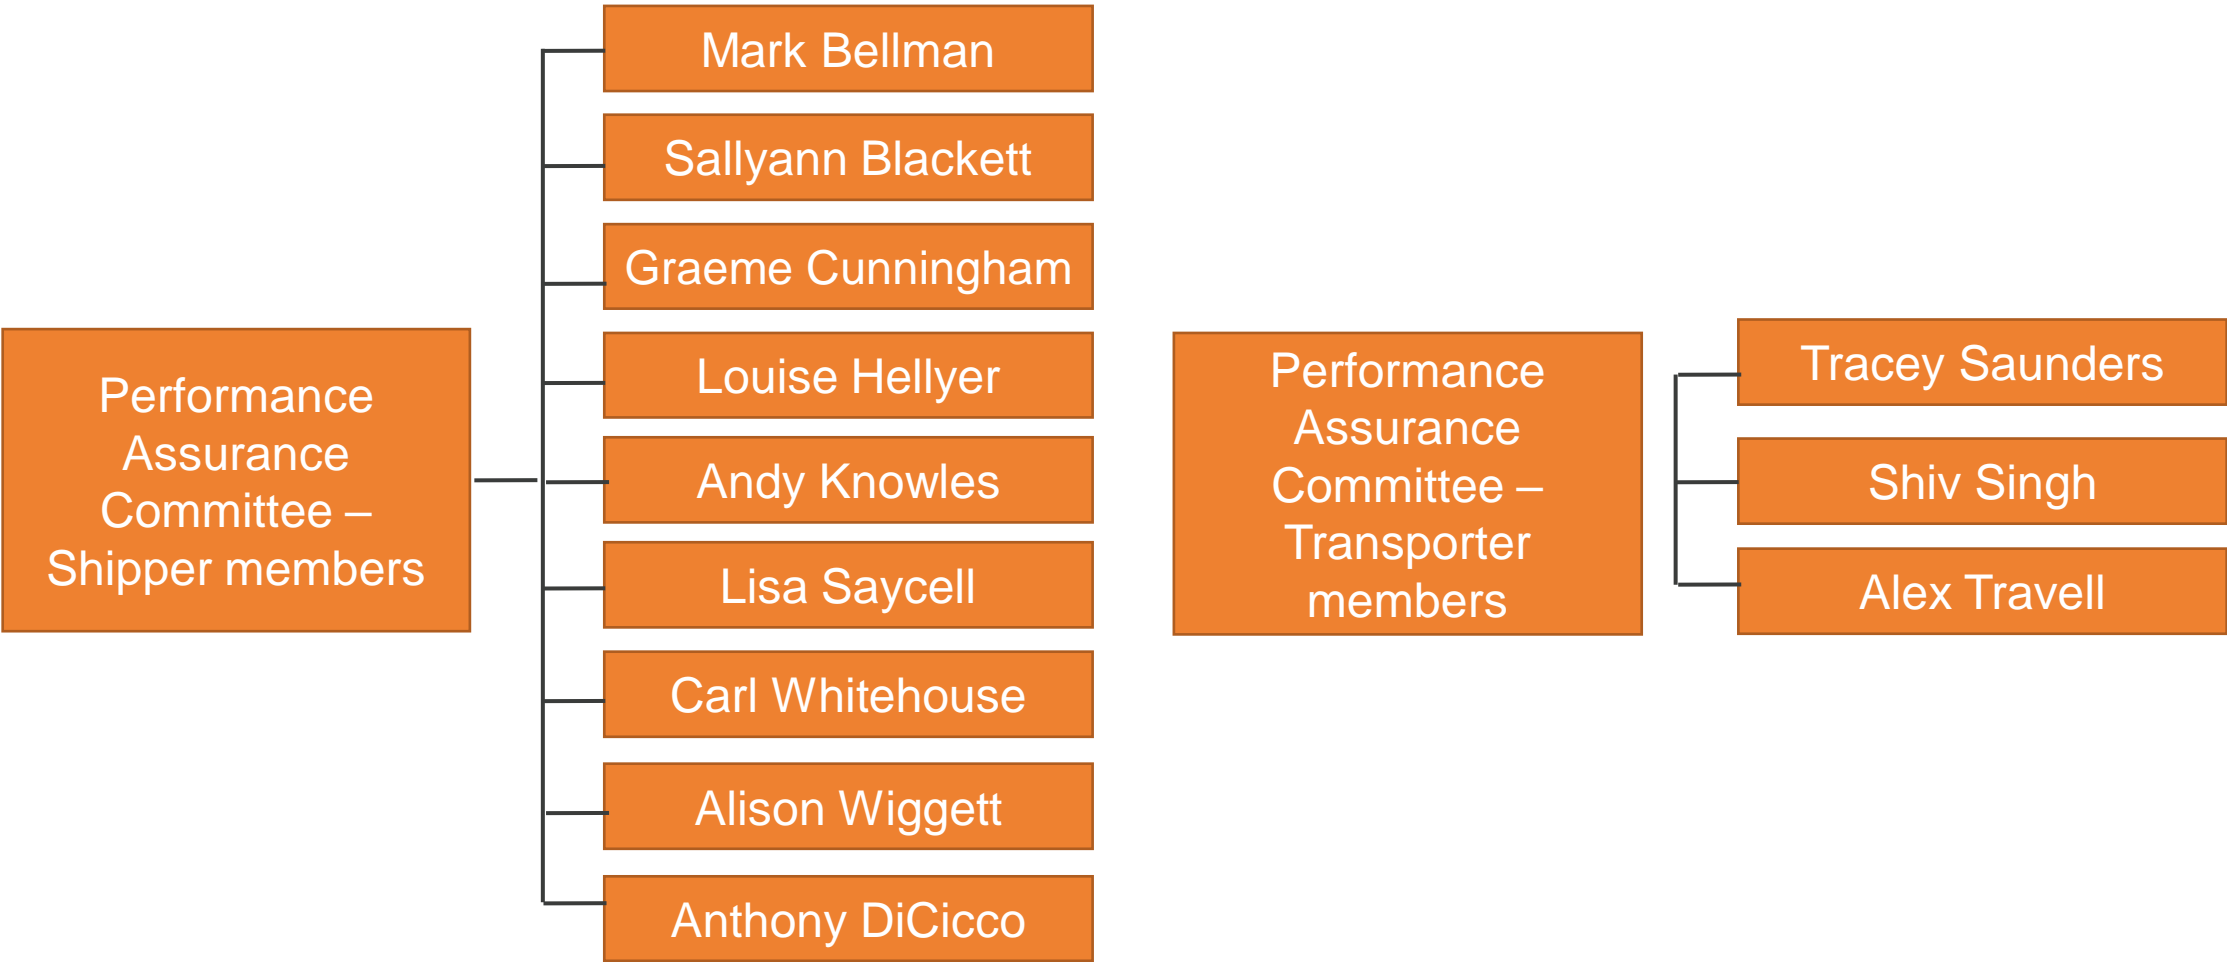 Performance
Assurance
Committee –
Shipper members
Mark Bellman
Sallyann Blackett
Graeme Cunningham
Louise Hellyer
Andy Knowles
Lisa Saycell
Carl Whitehouse
Alison Wiggett
Anthony DiCicco
Performance
Assurance
Committee –
Transporter
members
Tracey Saunders
Shiv Singh
Alex Travell